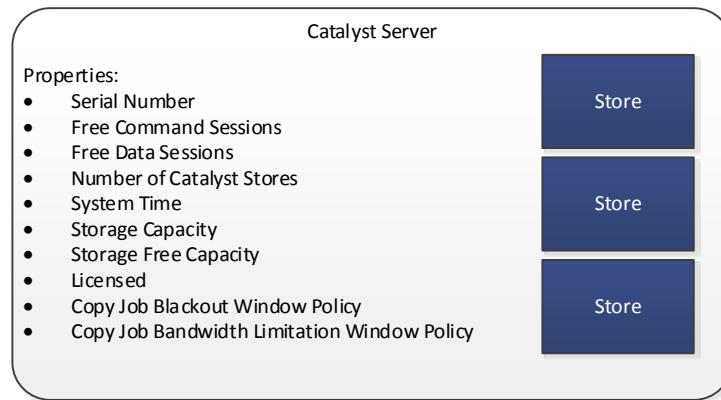 Catalyst Server
Properties:
• Serial Number
• Free Command Sessions
• Free Data Sessions
• Number of Catalyst Stores
• System Time
• Storage Capacity
• Storage Free Capacity
• Licensed
• Copy Job Blackout Window Policy
• Copy Job Bandwidth Limitation Window Policy
Store
Store
Store